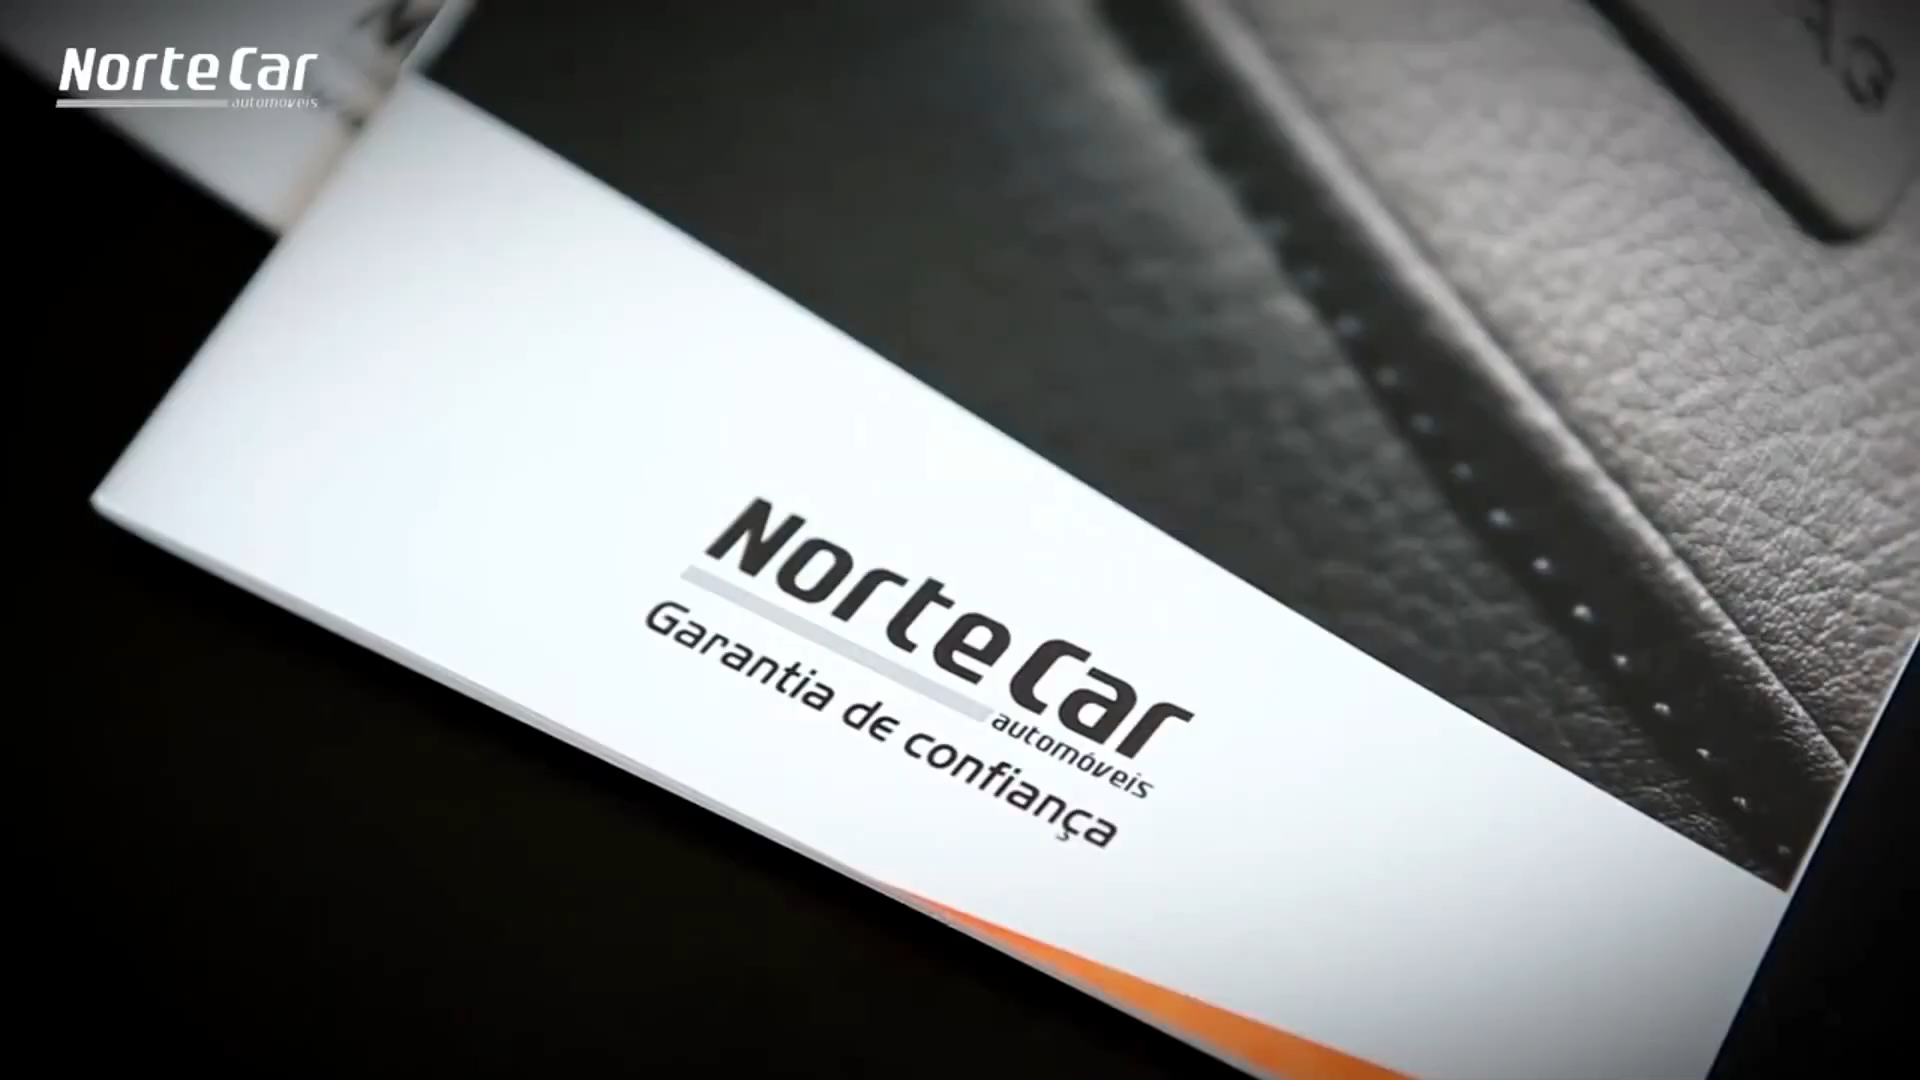 NorteCar
automóveis
NorteCar
automóveis
Garantia de confiança